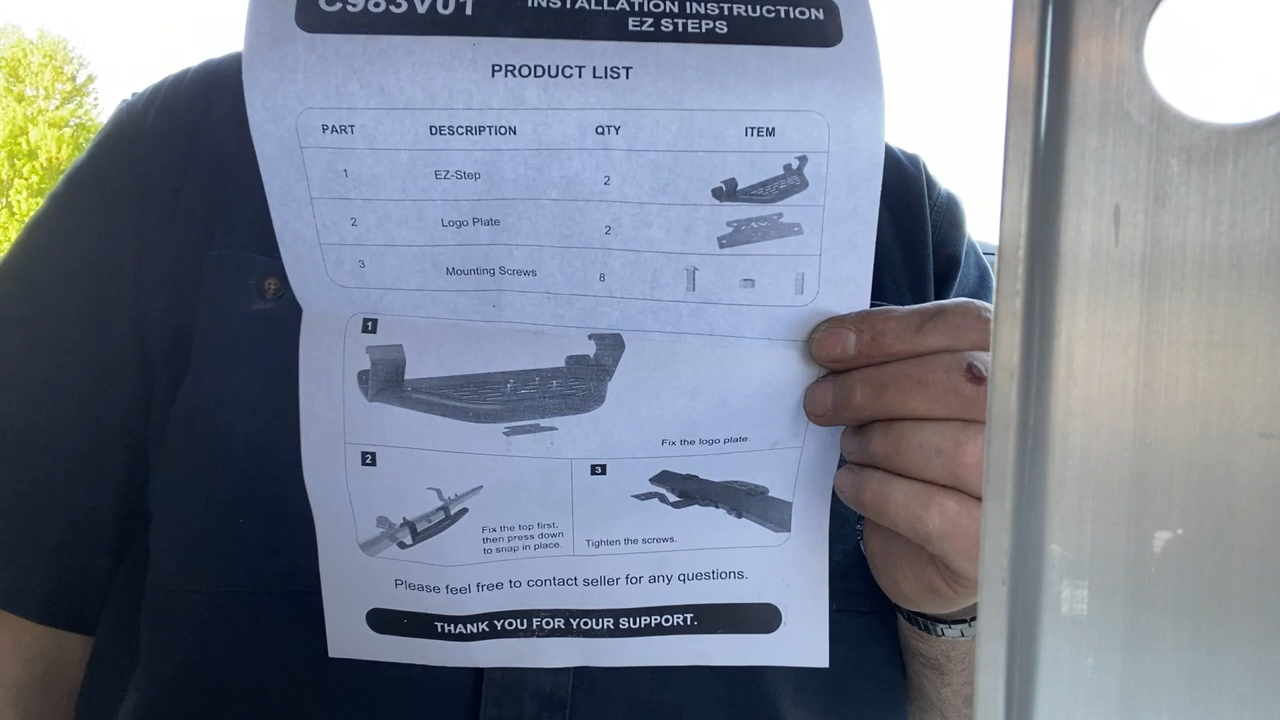 C983V01
INSTALLATION INSTRUCTION
EZ STEPS
PRODUCT LIST
PART DESCRIPTION QTY ITEM
1 EZ-Step 2
2 Logo Plate 2
3 Mounting Screws 8
1
Fix the logo plate.
2
Fix the top first,
then press down
to snap in place.
3
Tighten the screws.
Please feel free to contact seller for any questions.
THANK YOU FOR YOUR SUPPORT.